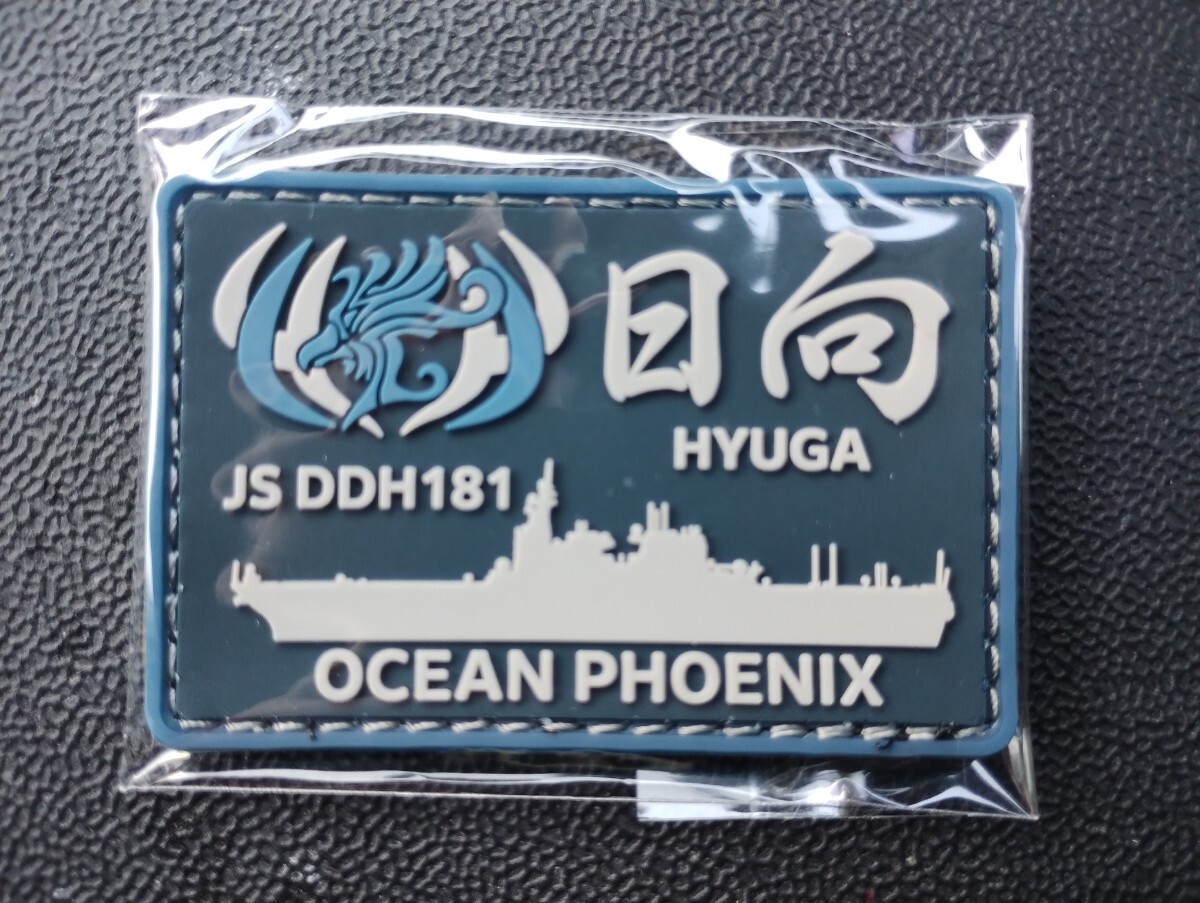 日向
HYUGA
JS DDH181
OCEAN PHOENIX